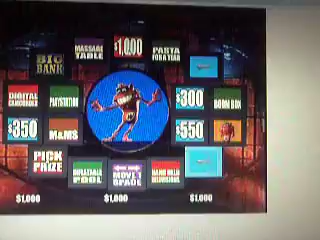 $1,000
MASSAGE TABLE
PASTA FOR A YEAR
BIG BANK
DIGITAL CAMCORDER
PLAYSTATION
$300
BOOM BOX
$350
M&MS
$550
PICK PRIZE
INFLATABLE POOL
MOVE 1 SPACE
$1,000
$1,000
$1,000